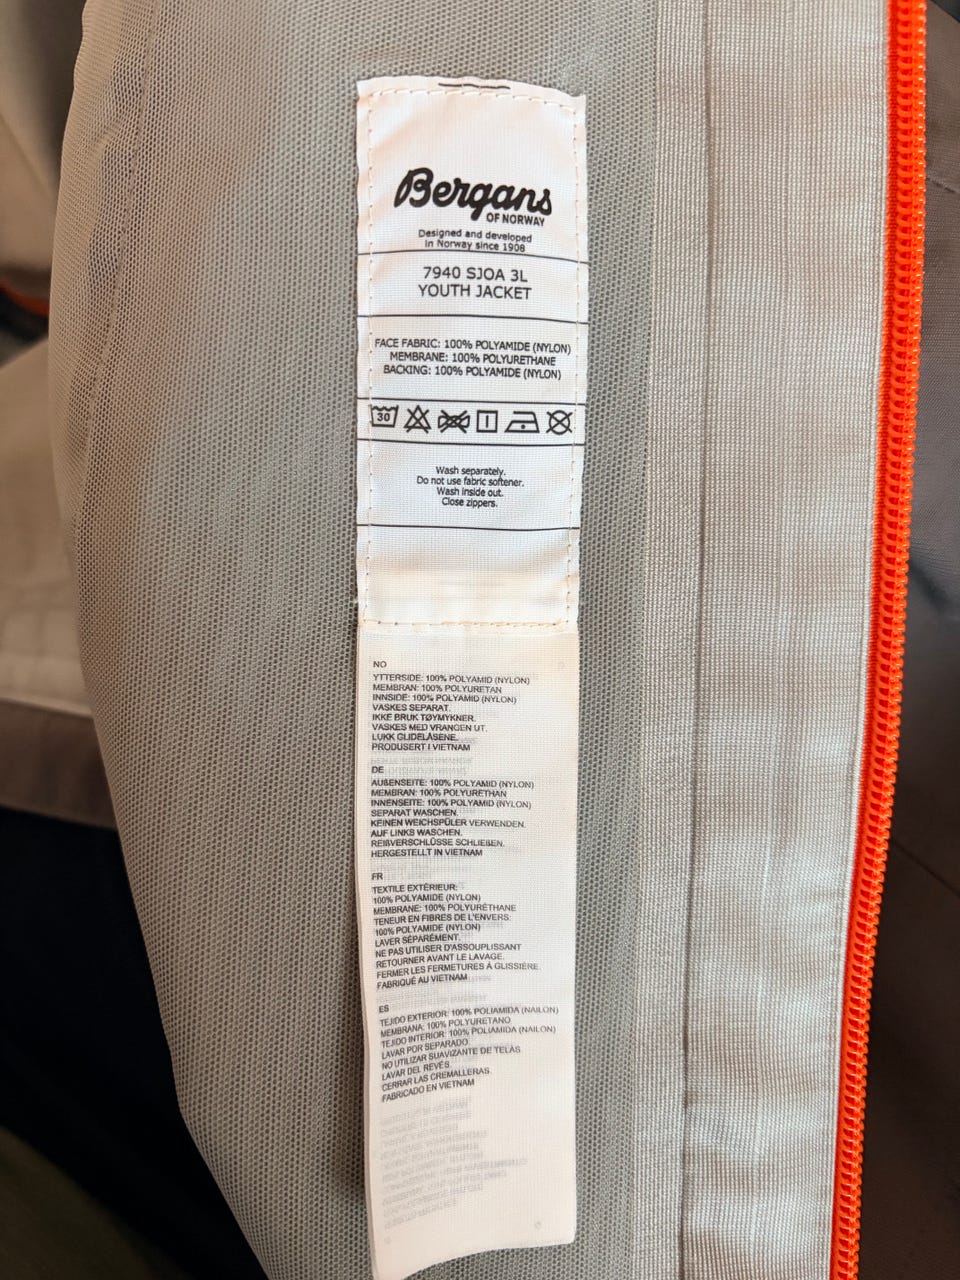 Bergans
OF NORWAY
Designed and developed
in Norway since 1908
7940 SJOA 3L
YOUTH JACKET
FACE FABRIC: 100% POLYAMIDE (NYLON)
MEMBRANE: 100% POLYURETHANE
BACKING: 100% POLYAMIDE (NYLON)
30
Wash separately.
Do not use fabric softener.
Wash inside out.
Close zippers.
NO
YTTERSIDE: 100% POLYAMID (NYLON)
MEMBRAN: 100% POLYURETAN
INNSIDE: 100% POLYAMID (NYLON)
VASKES SEPARAT.
IKKE BRUK TØYMYKNER.
VASKES MED VRANGEN UT.
LUKK GLIDELÅSENE.
PRODUSERT I VIETNAM
DE
AUßENSEITE: 100% POLYAMID (NYLON)
MEMBRAN: 100% POLYURETHAN
INNENSEITE: 100% POLYAMID (NYLON)
SEPARAT WASCHEN.
KEINEN WEICHSPÜLER VERWENDEN.
AUF LINKS WASCHEN.
REIßVERSCHLÜSSE SCHLIEßEN.
HERGESTELLT IN VIETNAM
FR
TEXTILE EXTÉRIEUR:
100% POLYAMIDE (NYLON)
MEMBRANE: 100% POLYURÉTHANE
TENEUR EN FIBRES DE L'ENVERS:
100% POLYAMIDE (NYLON)
LAVER SÉPARÉMENT.
NE PAS UTILISER D'ASSOUPLISSANT
RETOURNER AVANT LE LAVAGE.
FERMER LES FERMETURES À GLISSIÈRE.
FABRIQUÉ AU VIETNAM
ES
TEJIDO EXTERIOR: 100% POLIAMIDA (NAILON)
MEMBRANA: 100% POLYURETANO
TEJIDO INTERIOR: 100% POLIAMIDA (NAILON)
LAVAR POR SEPARADO
NO UTILIZAR SUAVIZANTE DE TELAS
LAVAR DEL REVÉS.
CERRAR LAS CREMALLERAS.
FABRICADO EN VIETNAM